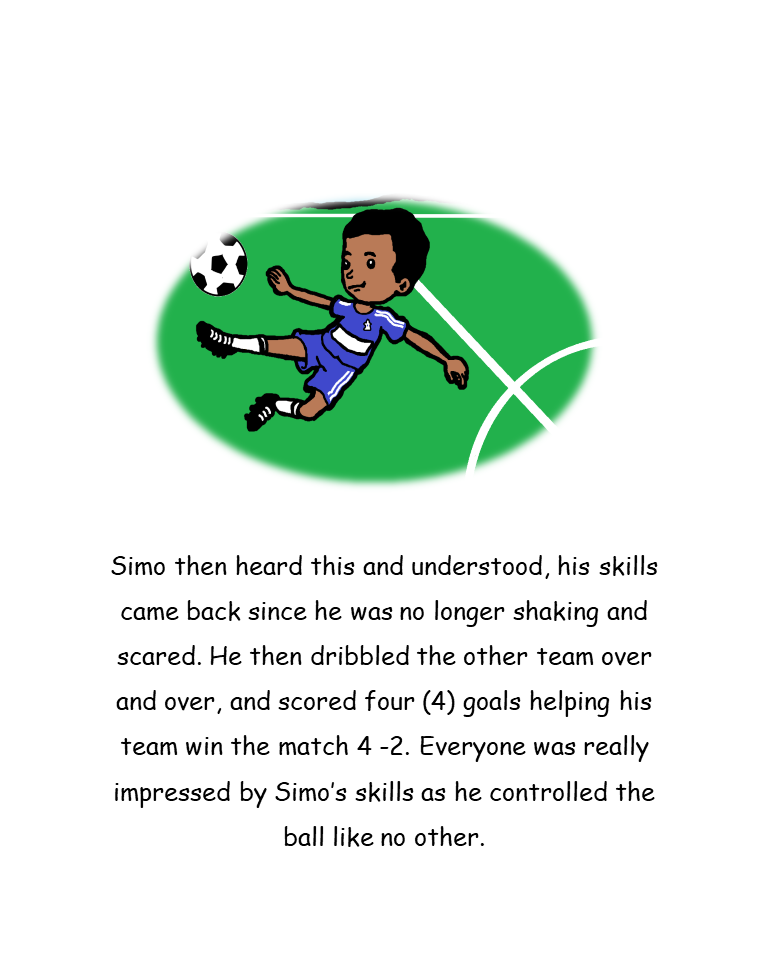 Simo then heard this and understood, his skills
came back since he was no longer shaking and
scared. He then dribbled the other team over
and over, and scored four (4) goals helping his
team win the match 4 -2. Everyone was really
impressed by Simo’s skills as he controlled the
ball like no other.